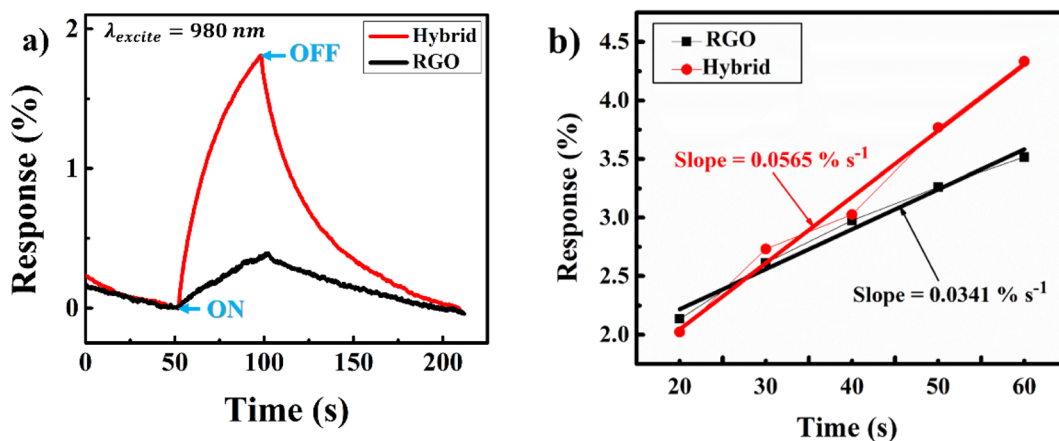 a)
λ_excite = 980 nm
OFF
Hybrid
RGO
ON
2
1
0
Response (%)
0 50 100 150 200
Time (s)
b)
RGO
Hybrid
Slope = 0.0565 % s⁻¹
Slope = 0.0341 % s⁻¹
4.5
4.0
3.5
3.0
2.5
2.0
Response (%)
20 30 40 50 60
Time (s)